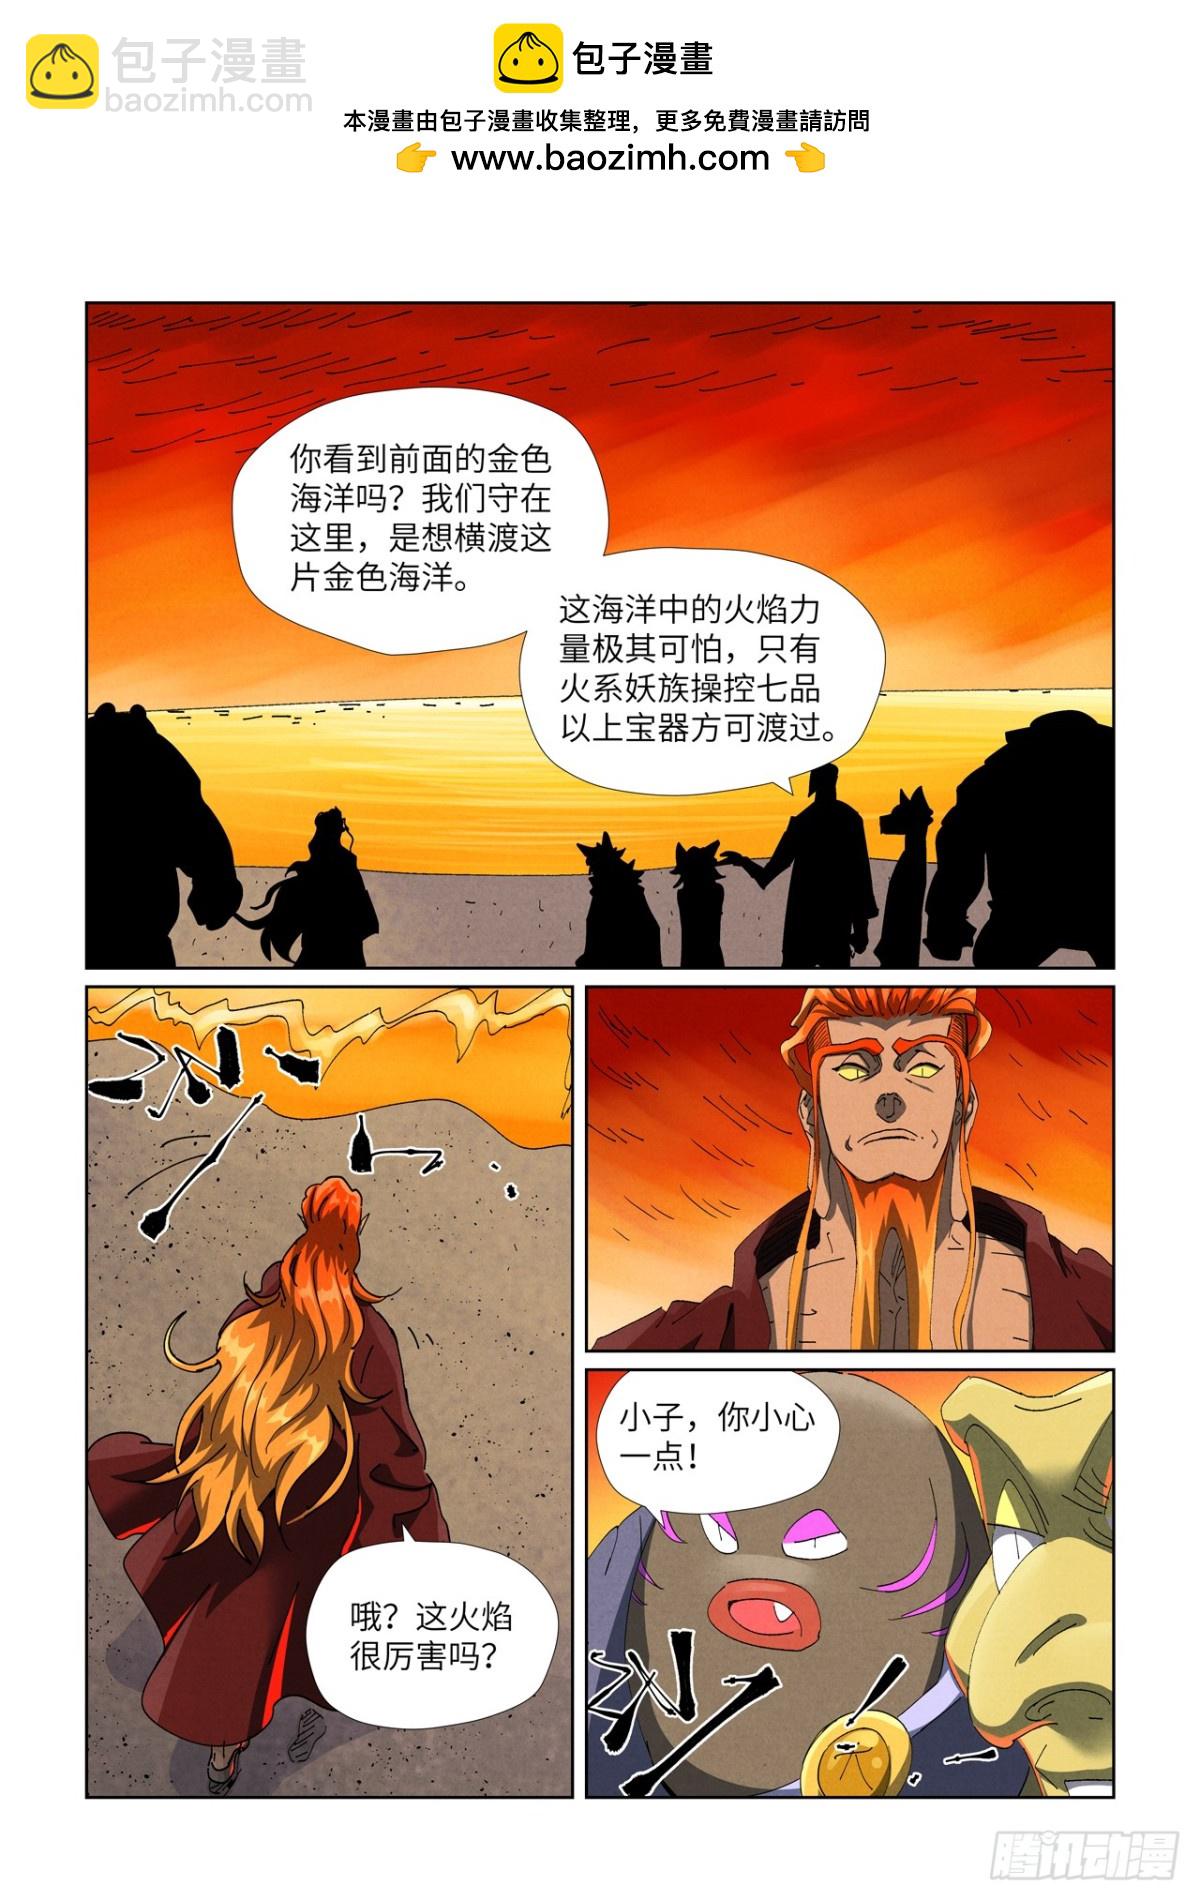 包子漫畫
baozimh.com
包子漫畫
本漫畫由包子漫畫收集整理，更多免費漫畫請訪問
👉 www.baozimh.com 👈
你看到前面的金色
海洋吗？我们守在
这里，是想横渡这
片金色海洋。
这海洋中的火焰力
量极其可怕，只有
火系妖族操控七品
以上宝器方可渡过。
哦？这火焰
很厉害吗？
小子，你小心
一点！
腾讯动漫